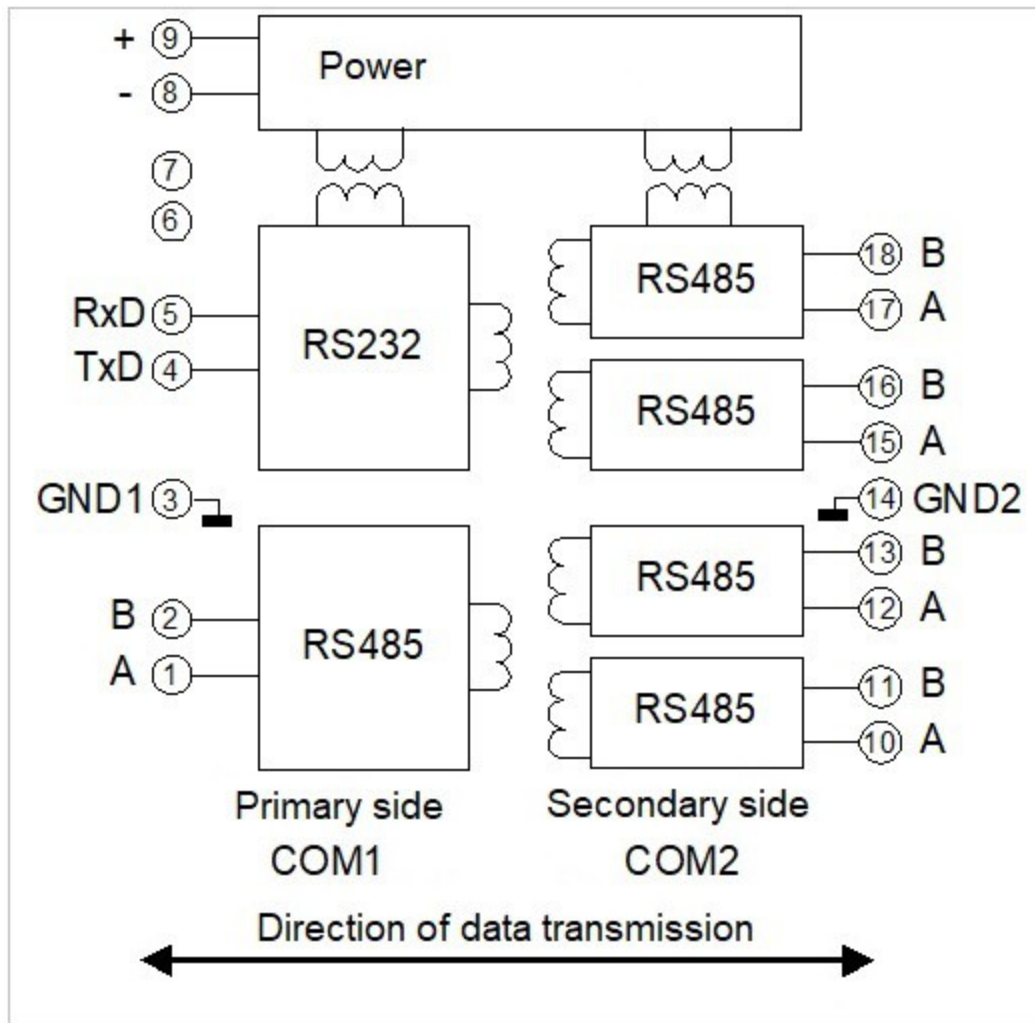 + 9
Power
- 8
7
6
RS485
18 B
17 A
RxD 5
TxD 4
RS232
RS485
16 B
15 A
GND1 3
14 GND2
RS485
13 B
12 A
B 2
A 1
RS485
RS485
11 B
10 A
Primary side
Secondary side
COM1
COM2
Direction of data transmission